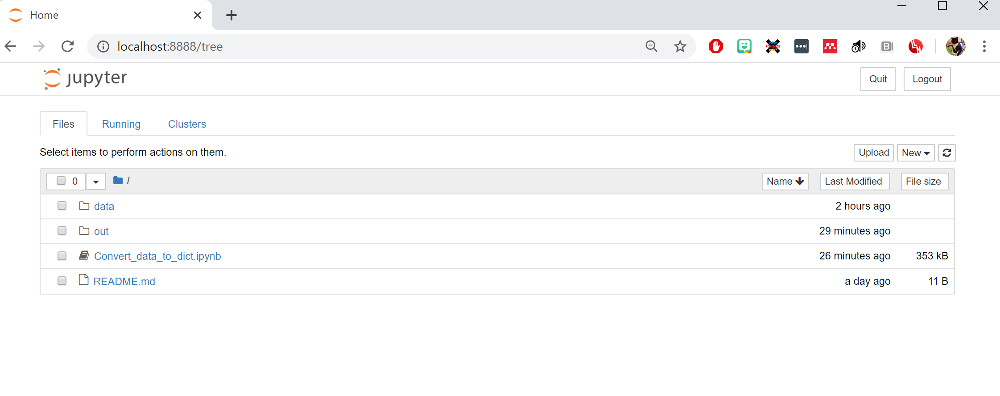 Home
localhost:8888/tree
jupyter
Quit Logout
Files Running Clusters
Select items to perform actions on them.
Upload New
0 / Name Last Modified File size
data 2 hours ago
out 29 minutes ago
Convert_data_to_dict.ipynb 26 minutes ago 353 kB
README.md a day ago 11 B